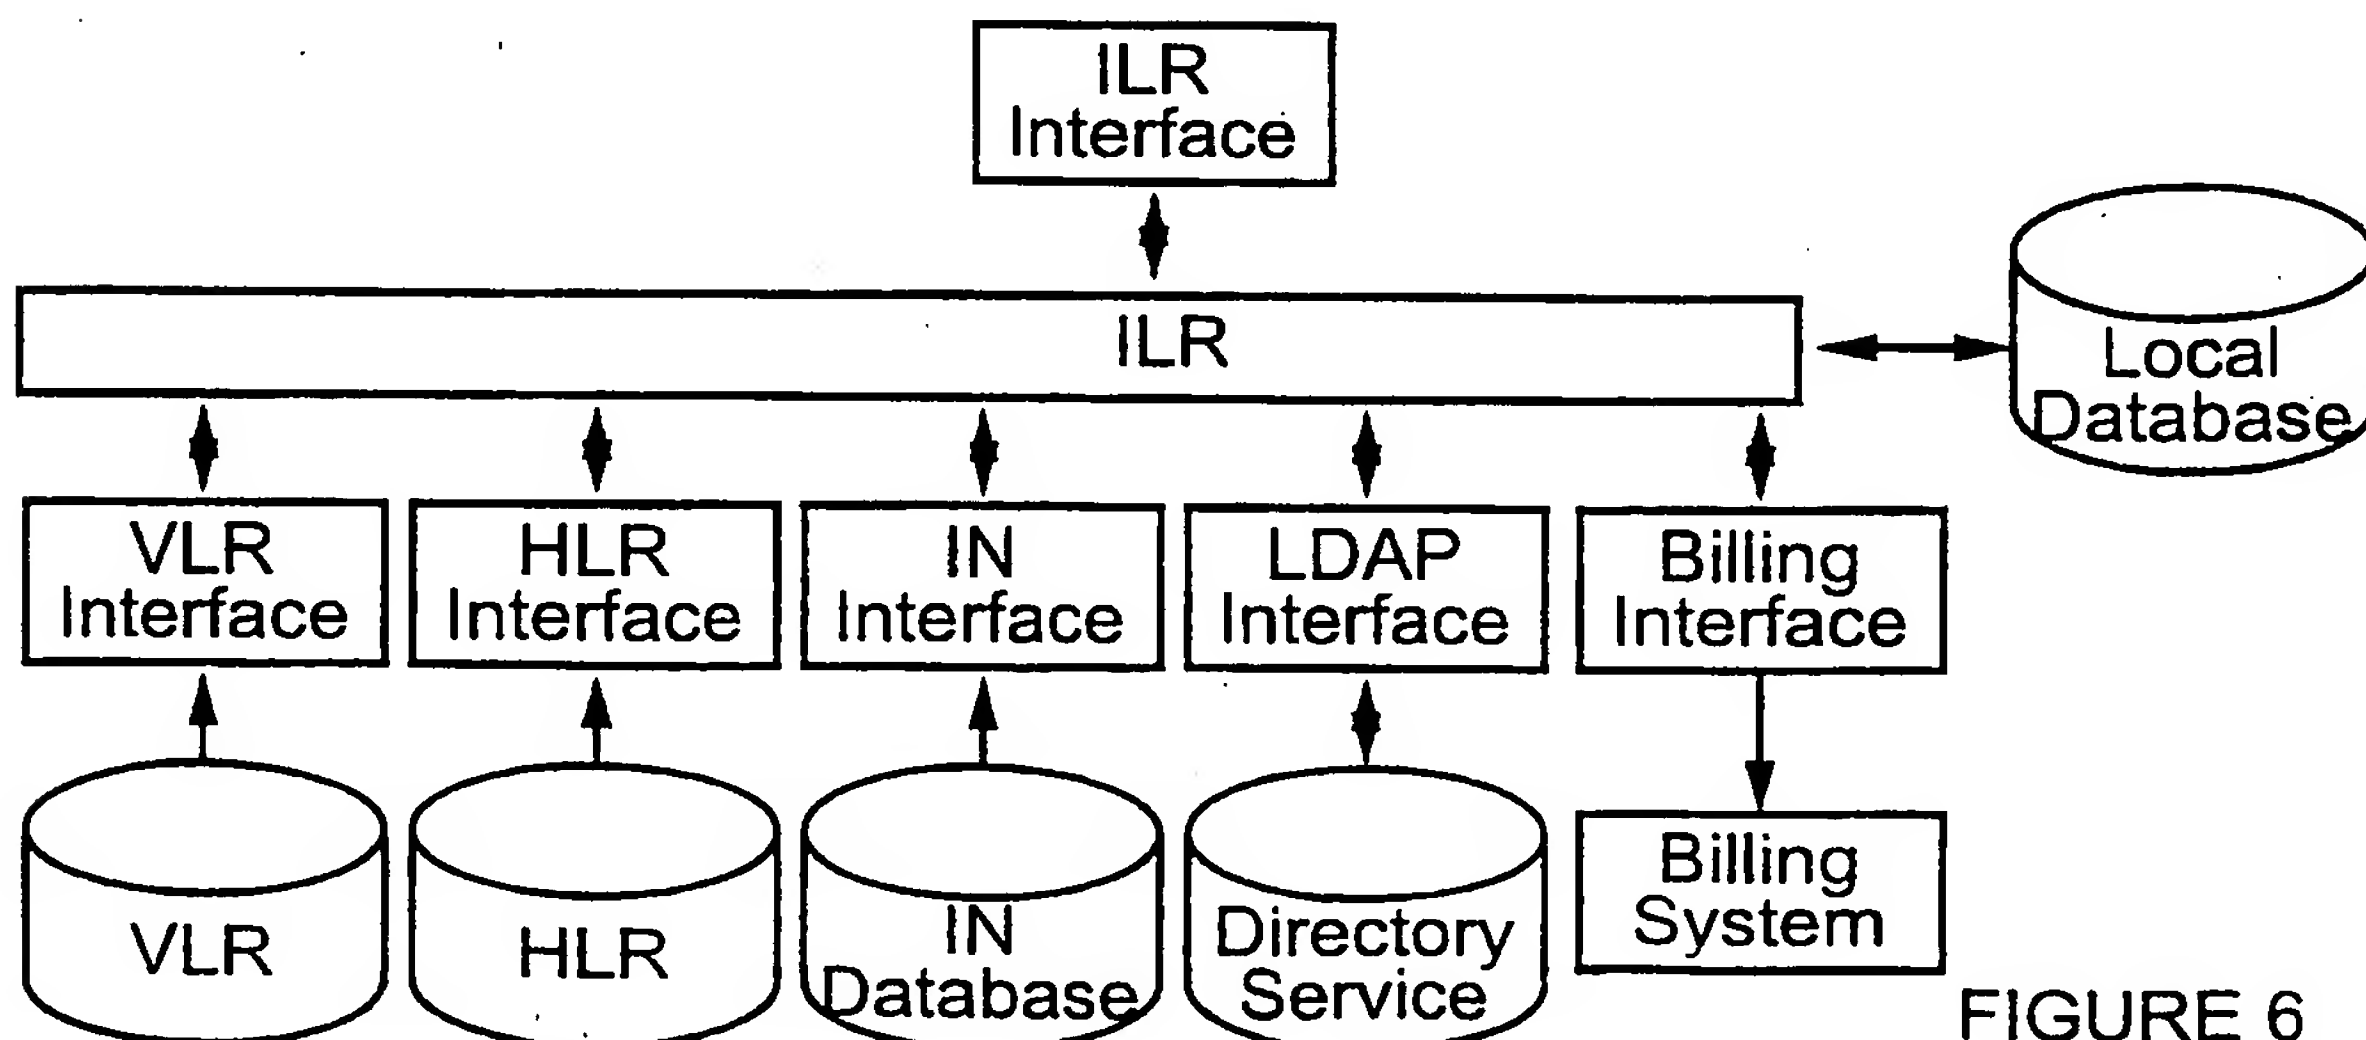 ILR
Interface
ILR
Local
Database
VLR
Interface
HLR
Interface
IN
Interface
LDAP
Interface
Billing
Interface
VLR
HLR
IN
Database
Directory
Service
Billing
System
FIGURE 6